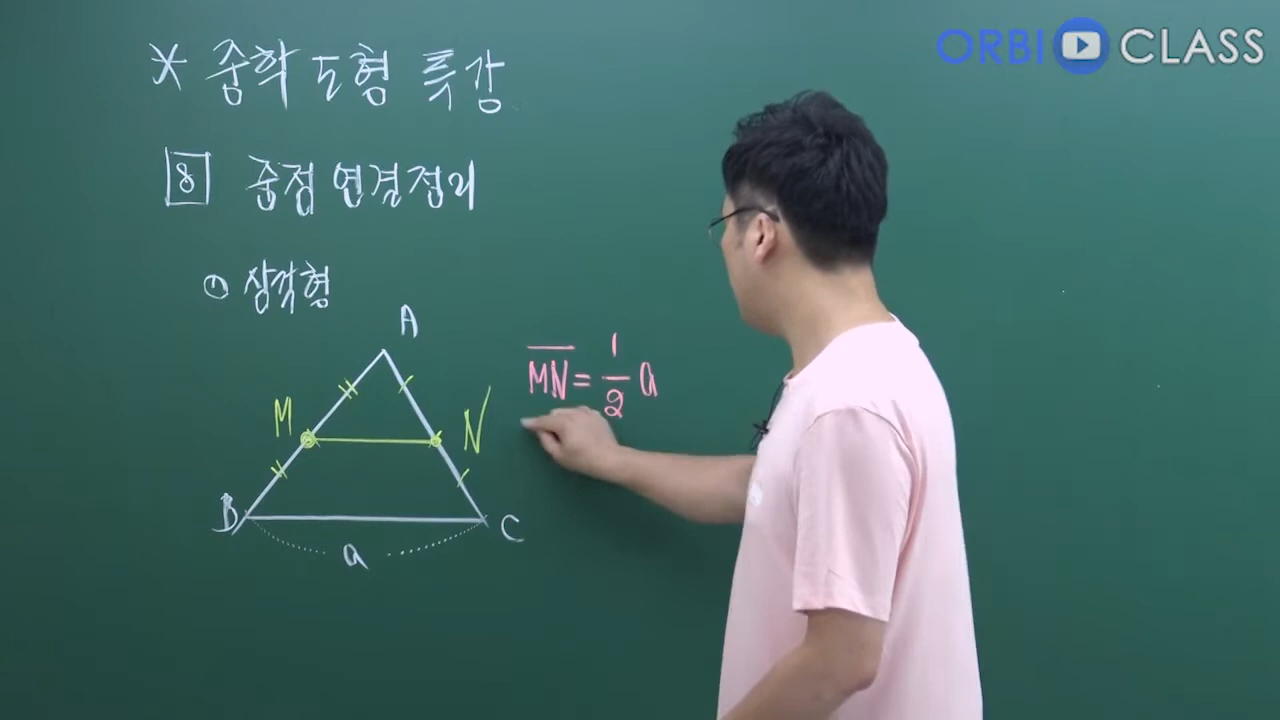 ORBI CLASS
* 중학 도형 특강
8 중점 연결정리
① 삼각형
A
M
N
B
C
a
MN = 1/2 a